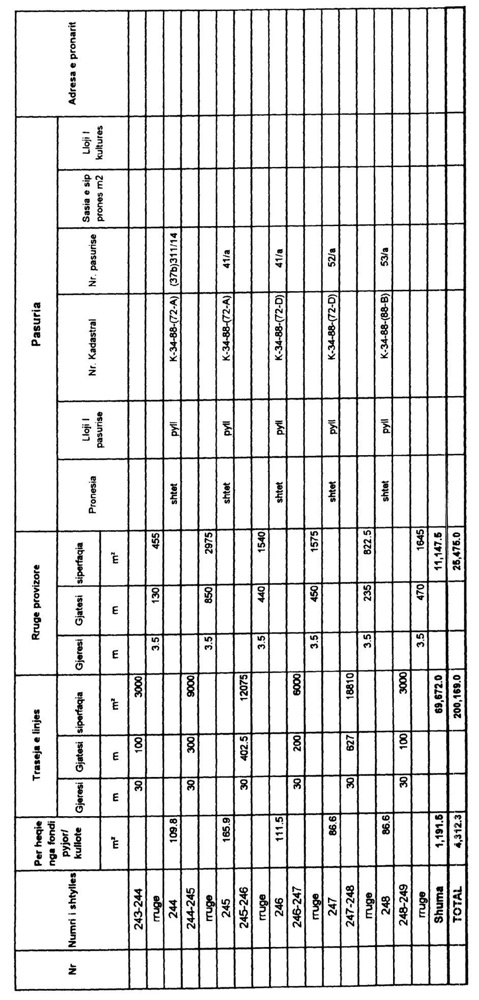 Nr Numri i shtylles Per heqje nga fondi pyjor/ kullote Traseja e linjes Rruge provizore Pasuria Adresa e pronarit
Gjeresi Gjatesi siperfaqia Gjeresi Gjatesi siperfaqia Pronesia Lloji I pasurise Nr. Kadastral Nr. pasurise Sasia e sip prones m2 Lloji I kultures
m² m m m² m m m²
243-244 30 100 3000
rruge 3.5 130 455
244 109.8 shtet pyll K-34-88-(72-A) (37b)311/14
244-245 30 300 9000
rruge 3.5 850 2975
245 165.9 shtet pyll K-34-88-(72-A) 41/a
245-246 30 402.5 12075
rruge 3.5 440 1540
246 111.5 shtet pyll K-34-88-(72-D) 41/a
246-247 30 200 6000
rruge 3.5 450 1575
247 86.6 shtet pyll K-34-88-(72-D) 52/a
247-248 30 627 18810
rruge 3.5 235 822.5
248 86.6 shtet pyll K-34-88-(88-B) 53/a
248-249 30 100 3000
rruge 3.5 470 1645
Shuma 1,191.5 69,672.0 11,147.5
TOTAL 4,312.3 200,169.0 25,475.0